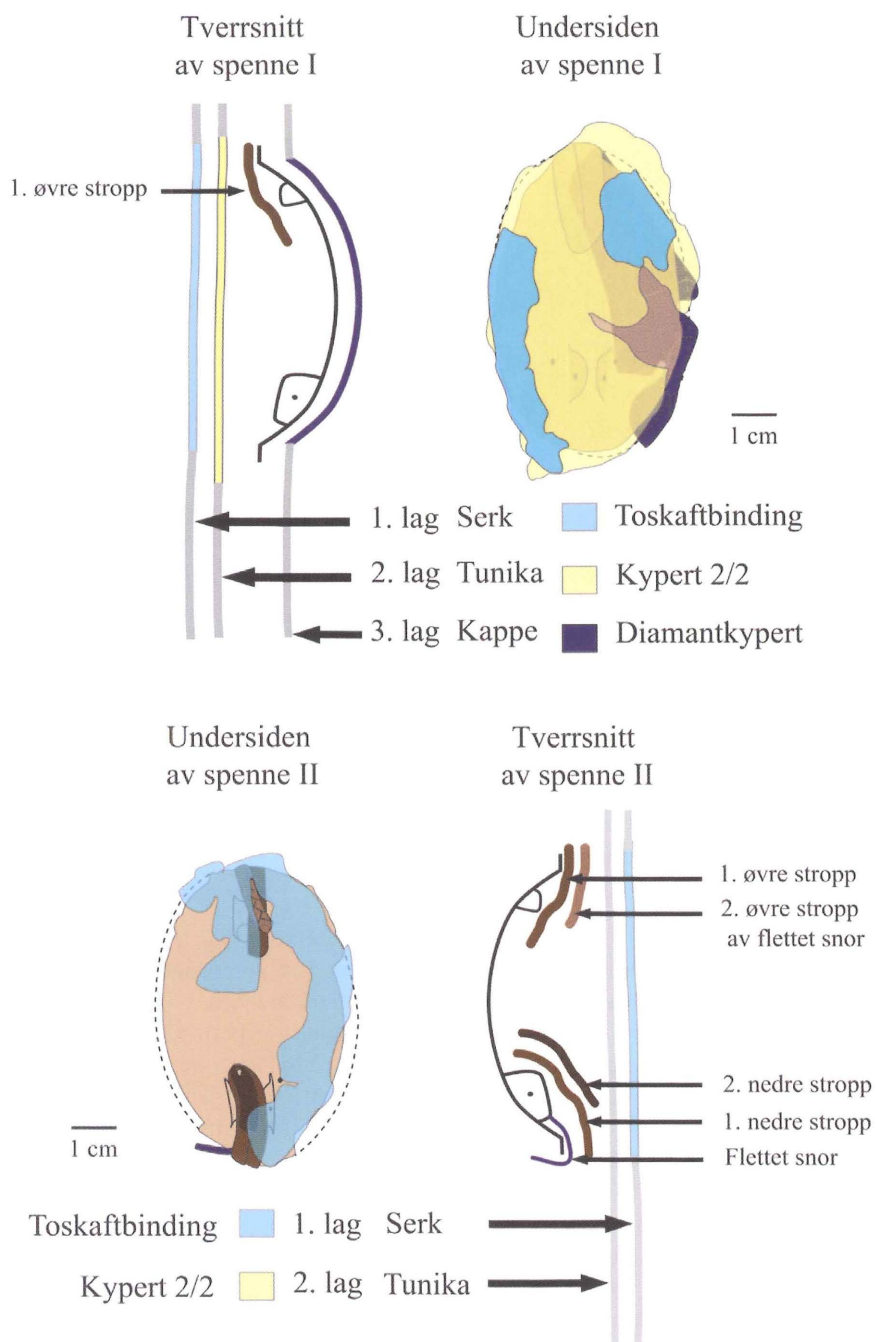 Tverrsnitt
av spenne I
Undersiden
av spenne I
1. øvre stropp
1 cm
1. lag Serk Toskaftbinding
2. lag Tunika Kypert 2/2
3. lag Kappe Diamantkypert
Undersiden
av spenne II
Tverrsnitt
av spenne II
1. øvre stropp
2. øvre stropp
av flettet snor
2. nedre stropp
1. nedre stropp
Flettet snor
1 cm
Toskaftbinding 1. lag Serk
Kypert 2/2 2. lag Tunika